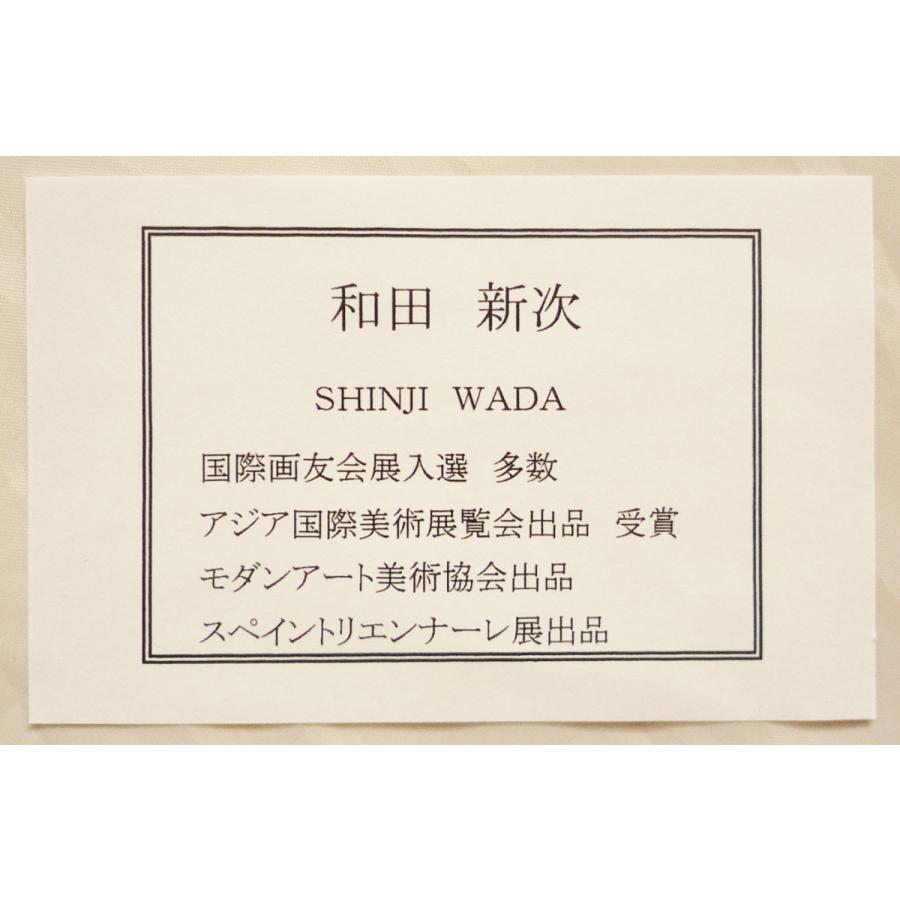 和田　新次
SHINJI WADA
国際画友会展入選　多数
アジア国際美術展覧会出品　受賞
モダンアート美術協会出品
スペイントリエンナーレ展出品